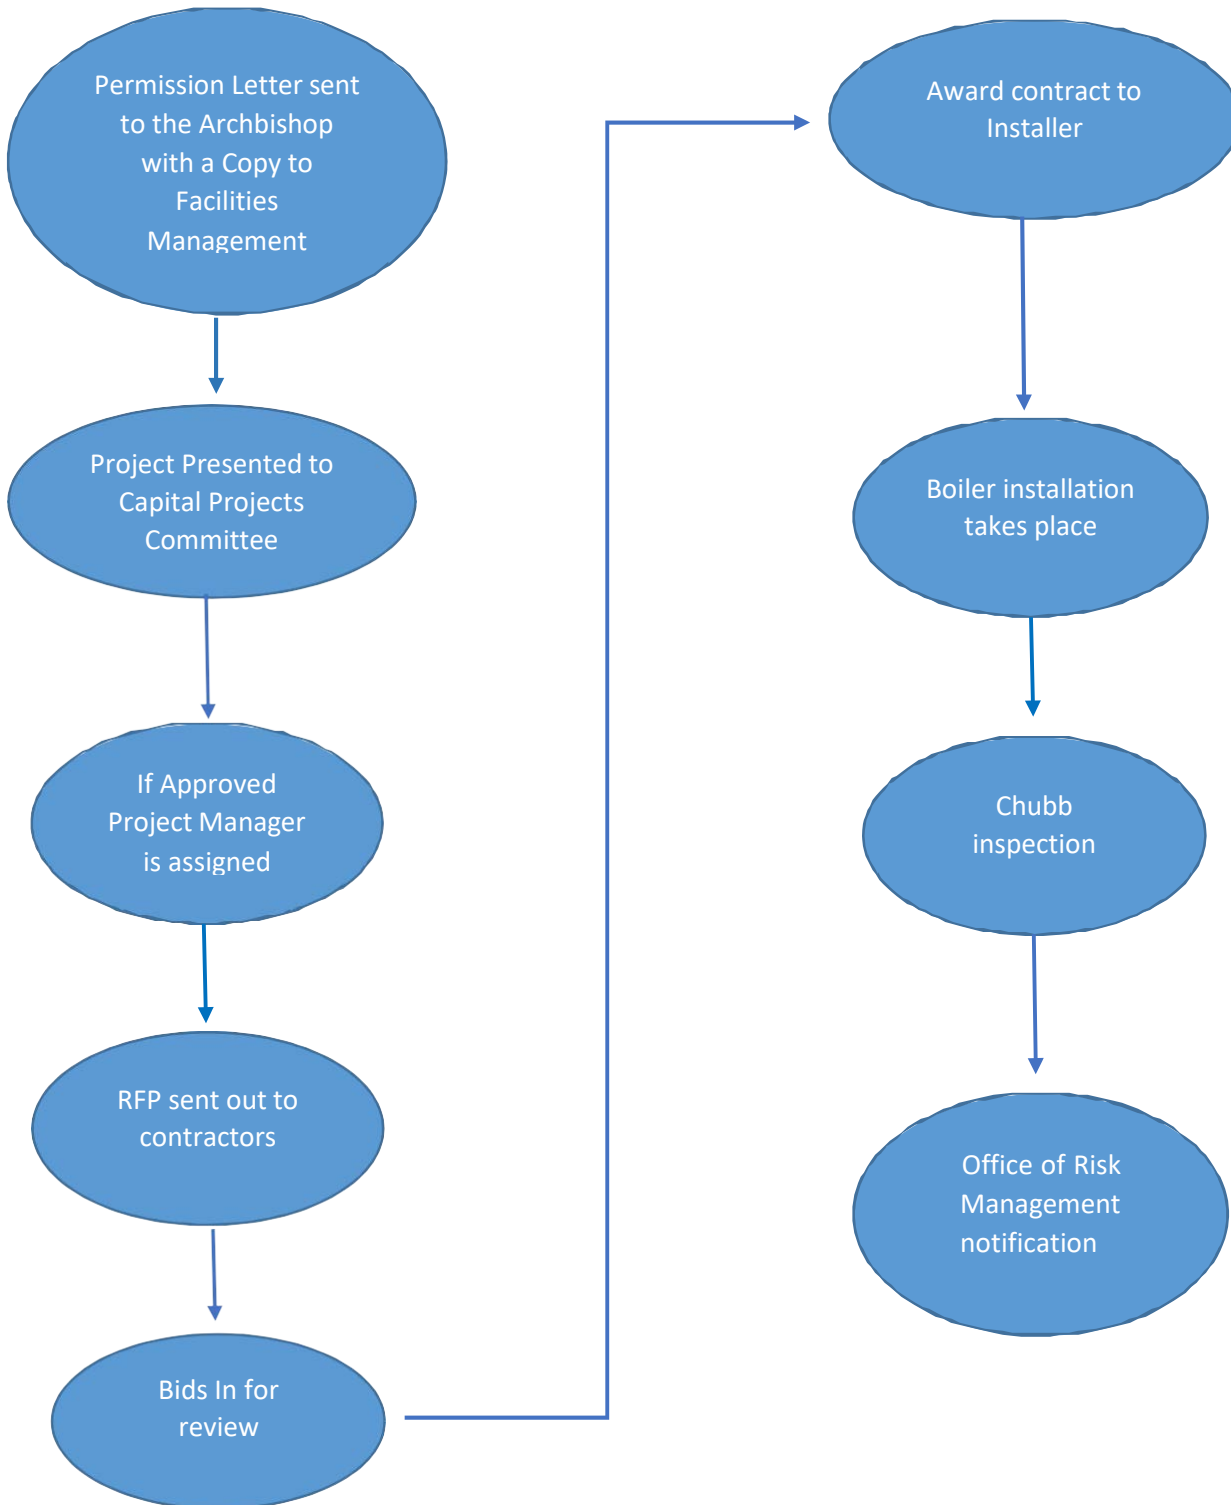 Permission Letter sent
to the Archbishop
with a Copy to
Facilities
Management
Project Presented to
Capital Projects
Committee
If Approved
Project Manager
is assigned
RFP sent out to
contractors
Bids In for
review
Award contract to
Installer
Boiler installation
takes place
Chubb
inspection
Office of Risk
Management
notification